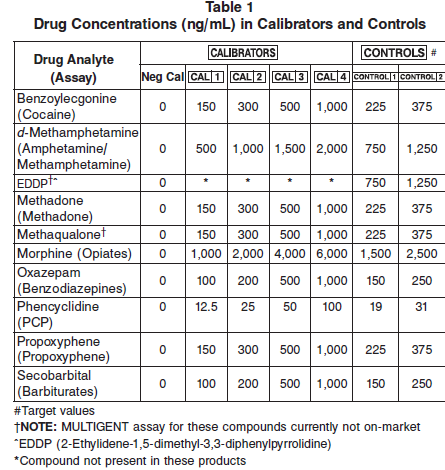 Table 1
Drug Concentrations (ng/mL) in Calibrators and Controls
Drug Analyte (Assay) CALIBRATORS CONTROLS #
Neg Cal CAL 1 CAL 2 CAL 3 CAL 4 CONTROL 1 CONTROL 2
Benzoylecgonine
(Cocaine) 0 150 300 500 1,000 225 375
d-Methamphetamine
(Amphetamine/
Methamphetamine) 0 500 1,000 1,500 2,000 750 1,250
EDDP†ˆ 0 * * * * 750 1,250
Methadone
(Methadone) 0 150 300 500 1,000 225 375
Methaqualone† 0 150 300 500 1,000 225 375
Morphine (Opiates) 0 1,000 2,000 4,000 6,000 1,500 2,500
Oxazepam
(Benzodiazepines) 0 100 200 500 1,000 150 250
Phencyclidine
(PCP) 0 12.5 25 50 100 19 31
Propoxyphene
(Propoxyphene) 0 150 300 500 1,000 225 375
Secobarbital
(Barbiturates) 0 100 200 500 1,000 150 250
#Target values
†NOTE: MULTIGENT assay for these compounds currently not on-market
ˆEDDP (2-Ethylidene-1,5-dimethyl-3,3-diphenylpyrrolidine)
*Compound not present in these products